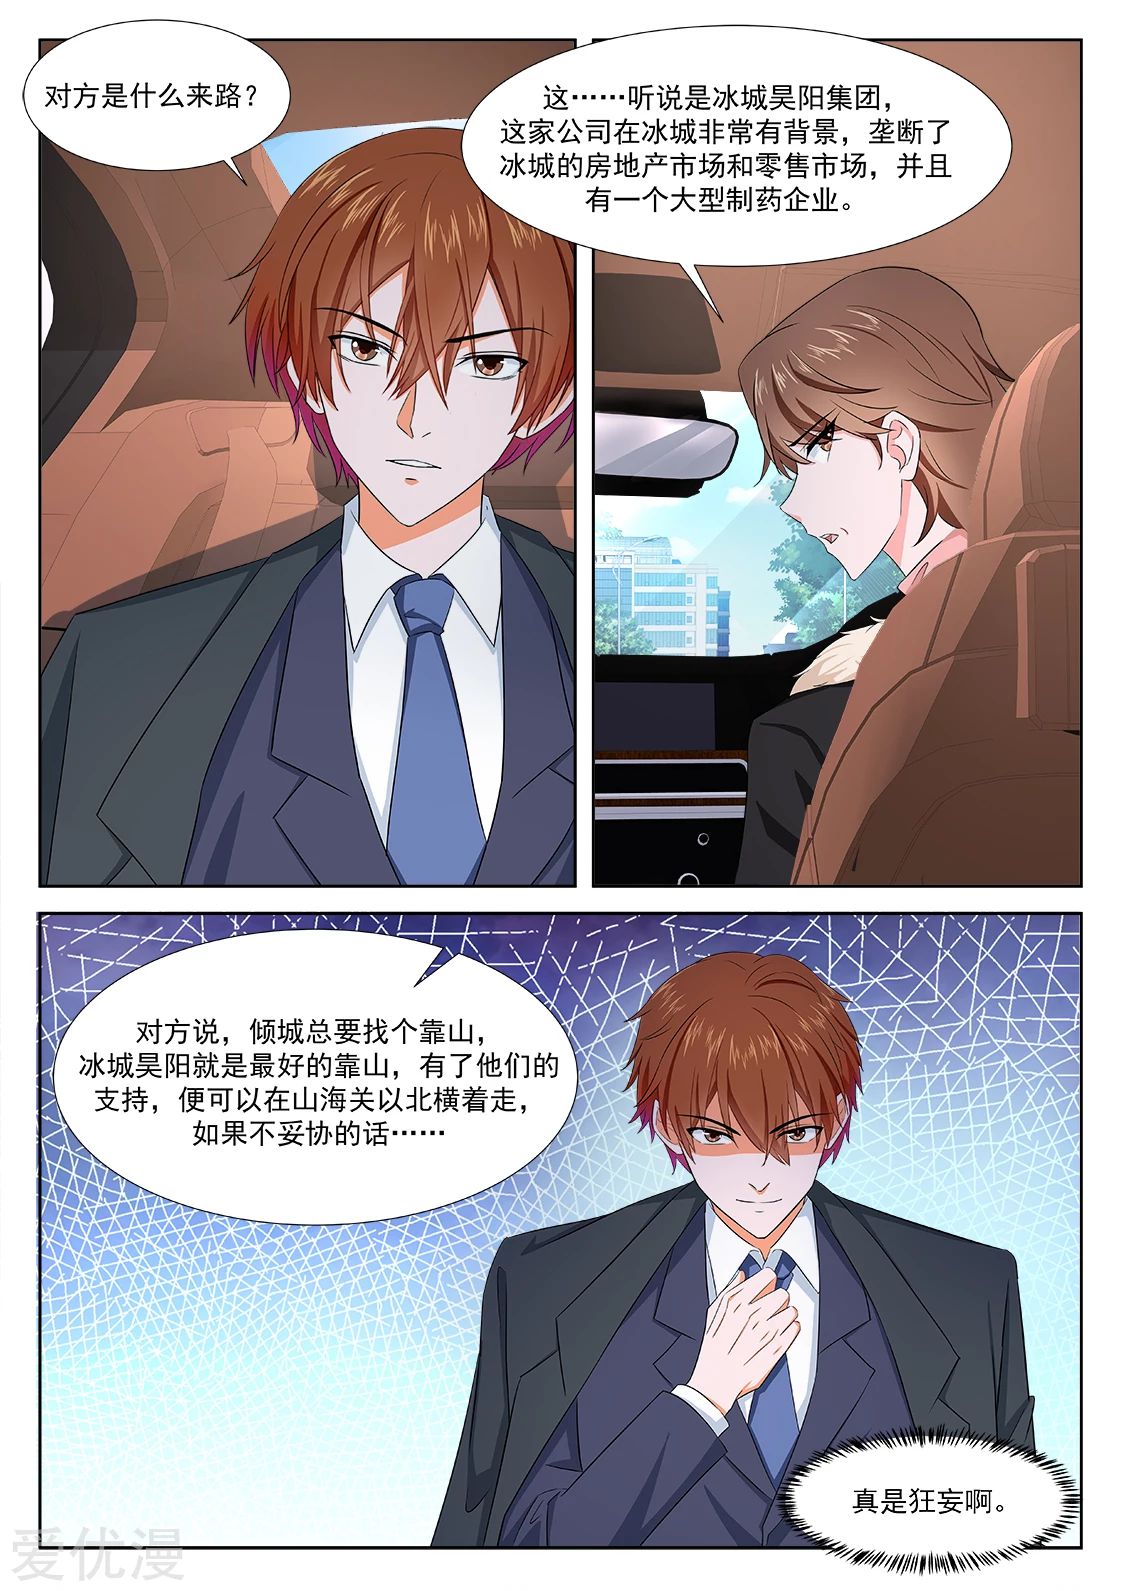 对方是什么来路？
这……听说是冰城昊阳集团，
这家公司在冰城非常有背景，垄断了
冰城的房地产市场和零售市场，并且
有一个大型制药企业。
对方说，倾城总要找个靠山，
冰城昊阳就是最好的靠山，有了他们的
支持，便可以在山海关以北横着走，
如果不妥协的话……
真是狂妄啊。
爱优漫